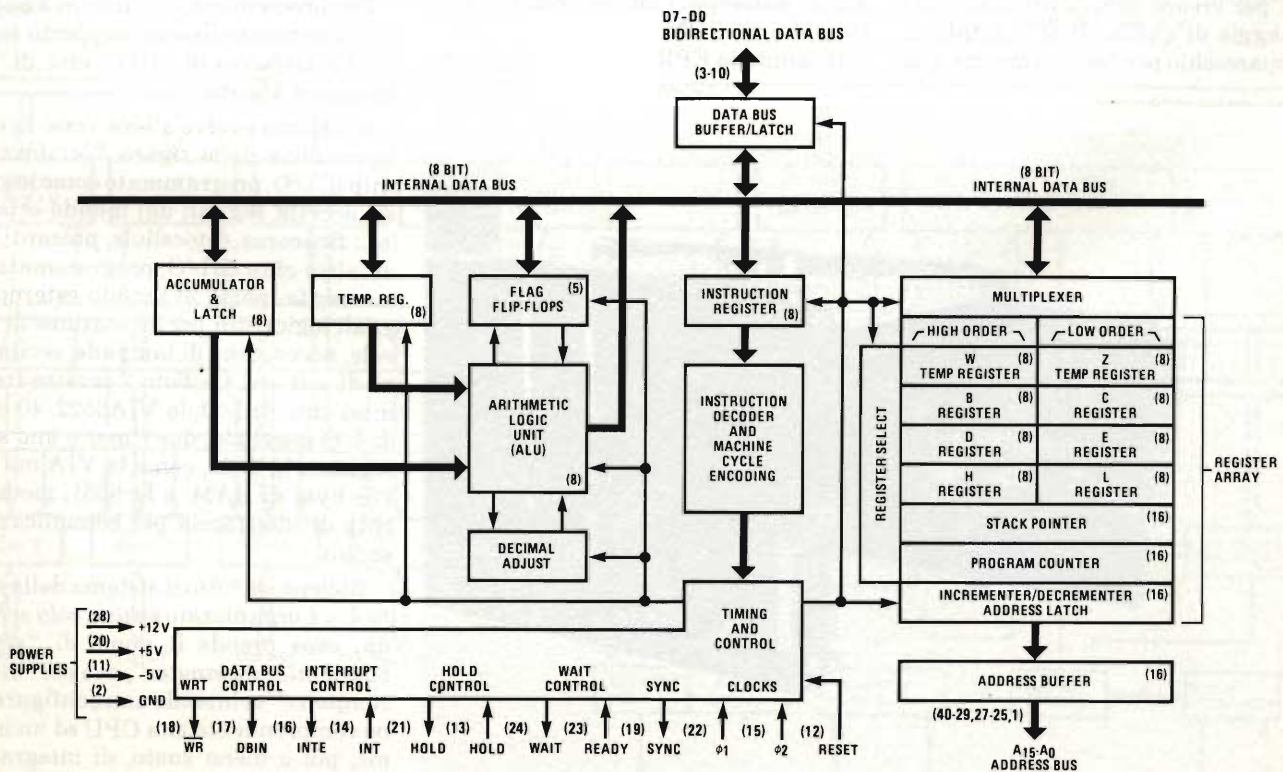 D7-D0
BIDIRECTIONAL DATA BUS
(3-10)
DATA BUS
BUFFER/LATCH
(8 BIT)
INTERNAL DATA BUS
(8 BIT)
INTERNAL DATA BUS
ACCUMULATOR
&
LATCH
(8)
TEMP. REG.
(8)
FLAG
FLIP-FLOPS
(5)
INSTRUCTION
REGISTER
(8)
MULTIPLEXER
HIGH ORDER
LOW ORDER
W (8)
TEMP REGISTER
Z (8)
TEMP REGISTER
B (8)
REGISTER
C (8)
REGISTER
D (8)
REGISTER
E (8)
REGISTER
H (8)
REGISTER
L (8)
REGISTER
STACK POINTER (16)
PROGRAM COUNTER (16)
INCREMENTER/DECREMENTER (16)
ADDRESS LATCH
REGISTER SELECT
REGISTER
ARRAY
ARITHMETIC
LOGIC
UNIT
(ALU)
(8)
INSTRUCTION
DECODER
AND
MACHINE
CYCLE
ENCODING
DECIMAL
ADJUST
TIMING
AND
CONTROL
ADDRESS BUFFER (16)
(40-29,27-25,1)
A15-A0
ADDRESS BUS
POWER
SUPPLIES
(28) +12V
(20) +5V
(11) -5V
(2) GND
WRT
DATA BUS
CONTROL
INTERRUPT
CONTROL
HOLD
CONTROL
WAIT
CONTROL
SYNC
CLOCKS
(18) (17) (16) (14) (21) (13) (24) (23) (19) (22) (15) (12)
WR DBIN INTE INT HOLD HOLD WAIT READY SYNC φ1 φ2 RESET